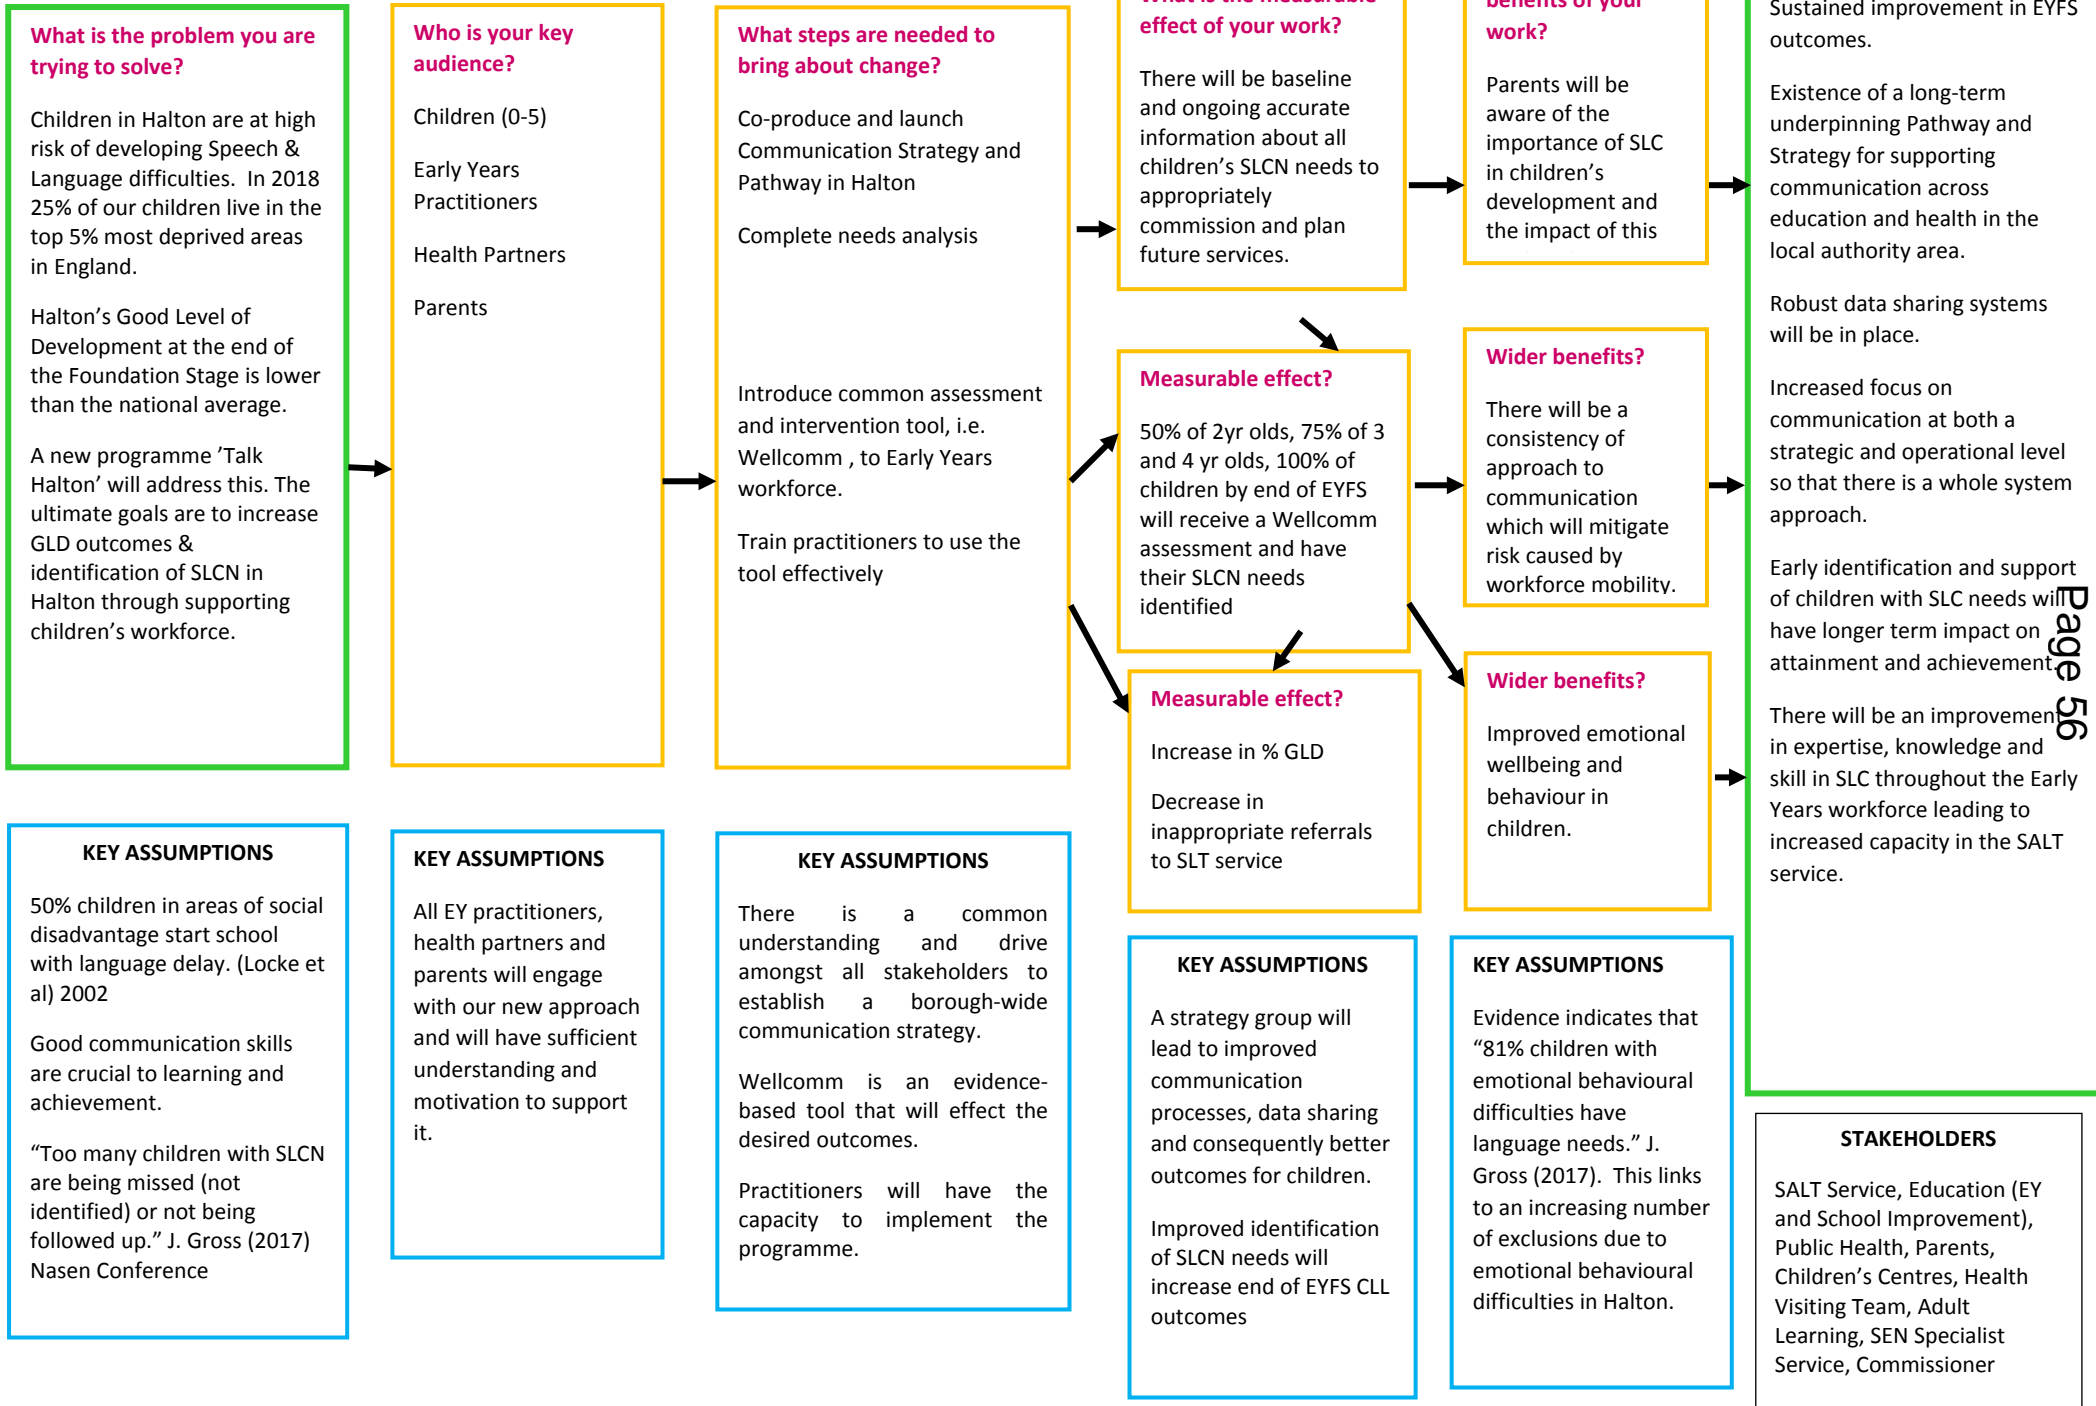 What is the problem you are
trying to solve?
Children in Halton are at high
risk of developing Speech &
Language difficulties.  In 2018
25% of our children live in the
top 5% most deprived areas
in England.
Halton’s Good Level of
Development at the end of
the Foundation Stage is lower
than the national average.
A new programme ’Talk
Halton’ will address this. The
ultimate goals are to increase
GLD outcomes &
identification of SLCN in
Halton through supporting
children’s workforce.
Who is your key
audience?
Children (0-5)
Early Years
Practitioners
Health Partners
Parents
What steps are needed to
bring about change?
Co-produce and launch
Communication Strategy and
Pathway in Halton
Complete needs analysis
Introduce common assessment
and intervention tool, i.e.
Wellcomm , to Early Years
workforce.
Train practitioners to use the
tool effectively
What is the measurable
effect of your work?
There will be baseline
and ongoing accurate
information about all
children’s SLCN needs to
appropriately
commission and plan
future services.
Measurable effect?
50% of 2yr olds, 75% of 3
and 4 yr olds, 100% of
children by end of EYFS
will receive a Wellcomm
assessment and have
their SLCN needs
identified
Measurable effect?
Increase in % GLD
Decrease in
inappropriate referrals
to SLT service
benefits of your
work?
Parents will be
aware of the
importance of SLC
in children’s
development and
the impact of this
Wider benefits?
There will be a
consistency of
approach to
communication
which will mitigate
risk caused by
workforce mobility.
Wider benefits?
Improved emotional
wellbeing and
behaviour in
children.
Sustained improvement in EYFS
outcomes.
Existence of a long-term
underpinning Pathway and
Strategy for supporting
communication across
education and health in the
local authority area.
Robust data sharing systems
will be in place.
Increased focus on
communication at both a
strategic and operational level
so that there is a whole system
approach.
Early identification and support
of children with SLC needs will
have longer term impact on
attainment and achievement.
There will be an improvement
in expertise, knowledge and
skill in SLC throughout the Early
Years workforce leading to
increased capacity in the SALT
service.
Page 56
KEY ASSUMPTIONS
50% children in areas of social
disadvantage start school
with language delay. (Locke et
al) 2002
Good communication skills
are crucial to learning and
achievement.
“Too many children with SLCN
are being missed (not
identified) or not being
followed up.” J. Gross (2017)
Nasen Conference
KEY ASSUMPTIONS
All EY practitioners,
health partners and
parents will engage
with our new approach
and will have sufficient
understanding and
motivation to support
it.
KEY ASSUMPTIONS
There is a common
understanding and drive
amongst all stakeholders to
establish a borough-wide
communication strategy.
Wellcomm is an evidence-
based tool that will effect the
desired outcomes.
Practitioners will have the
capacity to implement the
programme.
KEY ASSUMPTIONS
A strategy group will
lead to improved
communication
processes, data sharing
and consequently better
outcomes for children.
Improved identification
of SLCN needs will
increase end of EYFS CLL
outcomes
KEY ASSUMPTIONS
Evidence indicates that
“81% children with
emotional behavioural
difficulties have
language needs.” J.
Gross (2017).  This links
to an increasing number
of exclusions due to
emotional behavioural
difficulties in Halton.
STAKEHOLDERS
SALT Service, Education (EY
and School Improvement),
Public Health, Parents,
Children’s Centres, Health
Visiting Team, Adult
Learning, SEN Specialist
Service, Commissioner